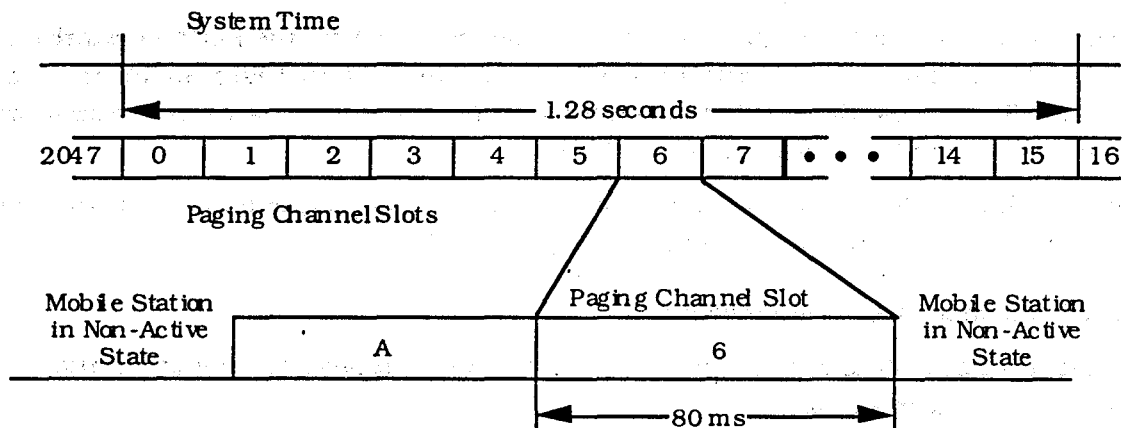 System Time
1.28 seconds
2047 0 1 2 3 4 5 6 7 • • • 14 15 16
Paging Channel Slots
Mobile Station
in Non-Active
State
Paging Channel Slot
Mobile Station
in Non-Active
State
A
6
80 ms